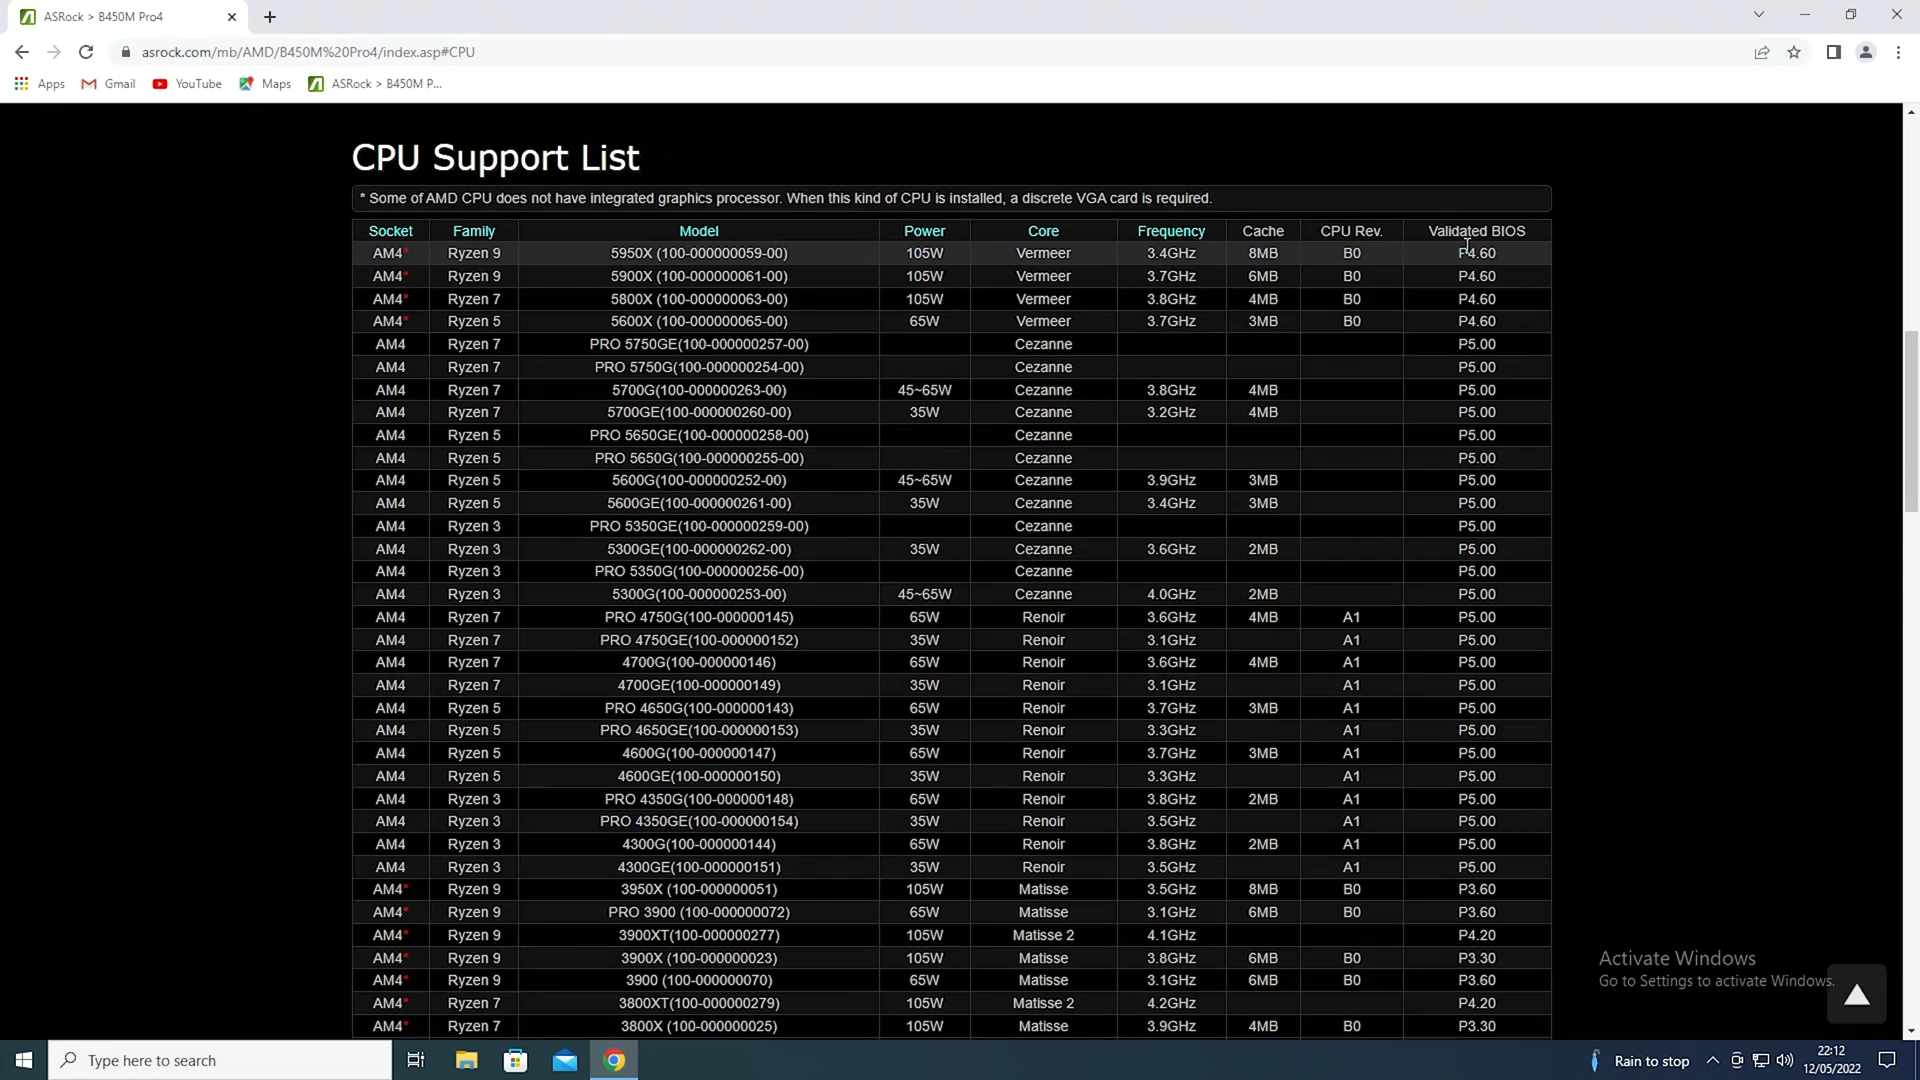 ASRock > B450M Pro4
asrock.com/mb/AMD/B450M%20Pro4/index.asp#CPU
Apps Gmail YouTube Maps ASRock > B450M P...
CPU Support List
* Some of AMD CPU does not have integrated graphics processor. When this kind of CPU is installed, a discrete VGA card is required.
Socket Family Model Power Core Frequency Cache CPU Rev. Validated BIOS
AM4* Ryzen 9 5950X (100-000000059-00) 105W Vermeer 3.4GHz 8MB B0 P4.60
AM4* Ryzen 9 5900X (100-000000061-00) 105W Vermeer 3.7GHz 6MB B0 P4.60
AM4* Ryzen 7 5800X (100-000000063-00) 105W Vermeer 3.8GHz 4MB B0 P4.60
AM4* Ryzen 5 5600X (100-000000065-00) 65W Vermeer 3.7GHz 3MB B0 P4.60
AM4 Ryzen 7 PRO 5750GE(100-000000257-00) Cezanne P5.00
AM4 Ryzen 7 PRO 5750G(100-000000254-00) Cezanne P5.00
AM4 Ryzen 7 5700G(100-000000263-00) 45~65W Cezanne 3.8GHz 4MB P5.00
AM4 Ryzen 7 5700GE(100-000000260-00) 35W Cezanne 3.2GHz 4MB P5.00
AM4 Ryzen 5 PRO 5650GE(100-000000258-00) Cezanne P5.00
AM4 Ryzen 5 PRO 5650G(100-000000255-00) Cezanne P5.00
AM4 Ryzen 5 5600G(100-000000252-00) 45~65W Cezanne 3.9GHz 3MB P5.00
AM4 Ryzen 5 5600GE(100-000000261-00) 35W Cezanne 3.4GHz 3MB P5.00
AM4 Ryzen 3 PRO 5350GE(100-000000259-00) Cezanne P5.00
AM4 Ryzen 3 5300GE(100-000000262-00) 35W Cezanne 3.6GHz 2MB P5.00
AM4 Ryzen 3 PRO 5350GE(100-000000256-00) Cezanne P5.00
AM4 Ryzen 3 5300G(100-000000253-00) 45~65W Cezanne 4.0GHz 2MB P5.00
AM4 Ryzen 7 PRO 4750G(100-000000145) 65W Renoir 3.6GHz 4MB A1 P5.00
AM4 Ryzen 7 PRO 4750GE(100-000000152) 35W Renoir 3.1GHz A1 P5.00
AM4 Ryzen 7 4700G(100-000000146) 65W Renoir 3.6GHz 4MB A1 P5.00
AM4 Ryzen 7 4700GE(100-000000149) 35W Renoir 3.1GHz A1 P5.00
AM4 Ryzen 5 PRO 4650G(100-000000143) 65W Renoir 3.7GHz 3MB A1 P5.00
AM4 Ryzen 5 PRO 4650GE(100-000000153) 35W Renoir 3.3GHz A1 P5.00
AM4 Ryzen 5 4600G(100-000000147) 65W Renoir 3.7GHz 3MB A1 P5.00
AM4 Ryzen 5 4600GE(100-000000150) 35W Renoir 3.3GHz A1 P5.00
AM4 Ryzen 3 PRO 4350G(100-000000148) 65W Renoir 3.8GHz 2MB A1 P5.00
AM4 Ryzen 3 PRO 4350GE(100-000000154) 35W Renoir 3.5GHz A1 P5.00
AM4 Ryzen 3 4300G(100-000000144) 65W Renoir 3.8GHz 2MB A1 P5.00
AM4 Ryzen 3 4300GE(100-000000151) 35W Renoir 3.5GHz A1 P5.00
AM4* Ryzen 9 3950X (100-000000051) 105W Matisse 3.5GHz 8MB B0 P3.60
AM4* Ryzen 9 PRO 3900 (100-000000072) 65W Matisse 3.1GHz 6MB B0 P3.60
AM4* Ryzen 9 3900XT(100-000000277) 105W Matisse 2 4.1GHz P4.20
AM4* Ryzen 9 3900X (100-000000023) 105W Matisse 3.8GHz 6MB B0 P3.30
AM4* Ryzen 9 3900 (100-000000070) 65W Matisse 3.1GHz 6MB B0 P3.60
AM4* Ryzen 7 3800XT(100-000000279) 105W Matisse 2 4.2GHz P4.20
AM4* Ryzen 7 3800X (100-000000025) 105W Matisse 3.9GHz 4MB B0 P3.30
Activate Windows
Go to Settings to activate Windows.
Type here to search
Rain to stop
22:12
12/05/2022